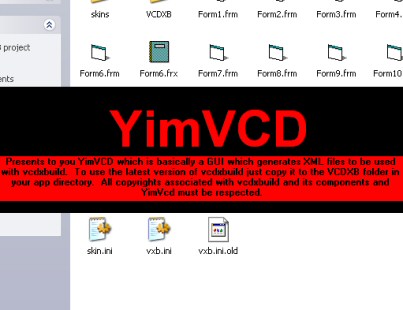 skins
VCDXB
Form1.frm
Form2.frm
Form3.frm
Form4.
project
Form6.frm
Form6.frx
Form7.frm
Form8.frm
Form9.frm
Form10
ents
YimVCD
Presents to you YimVCD which is basically a GUI which generates XML files to be used
with vcdxbuild. To use the latest version of vcdxbuild just copy it to the VCDXB folder in
your app directory. All copyrights associated with vcdxbuild and its components and
YimVcd must be respected.
skin.ini
vxb.ini
vxb.ini.old